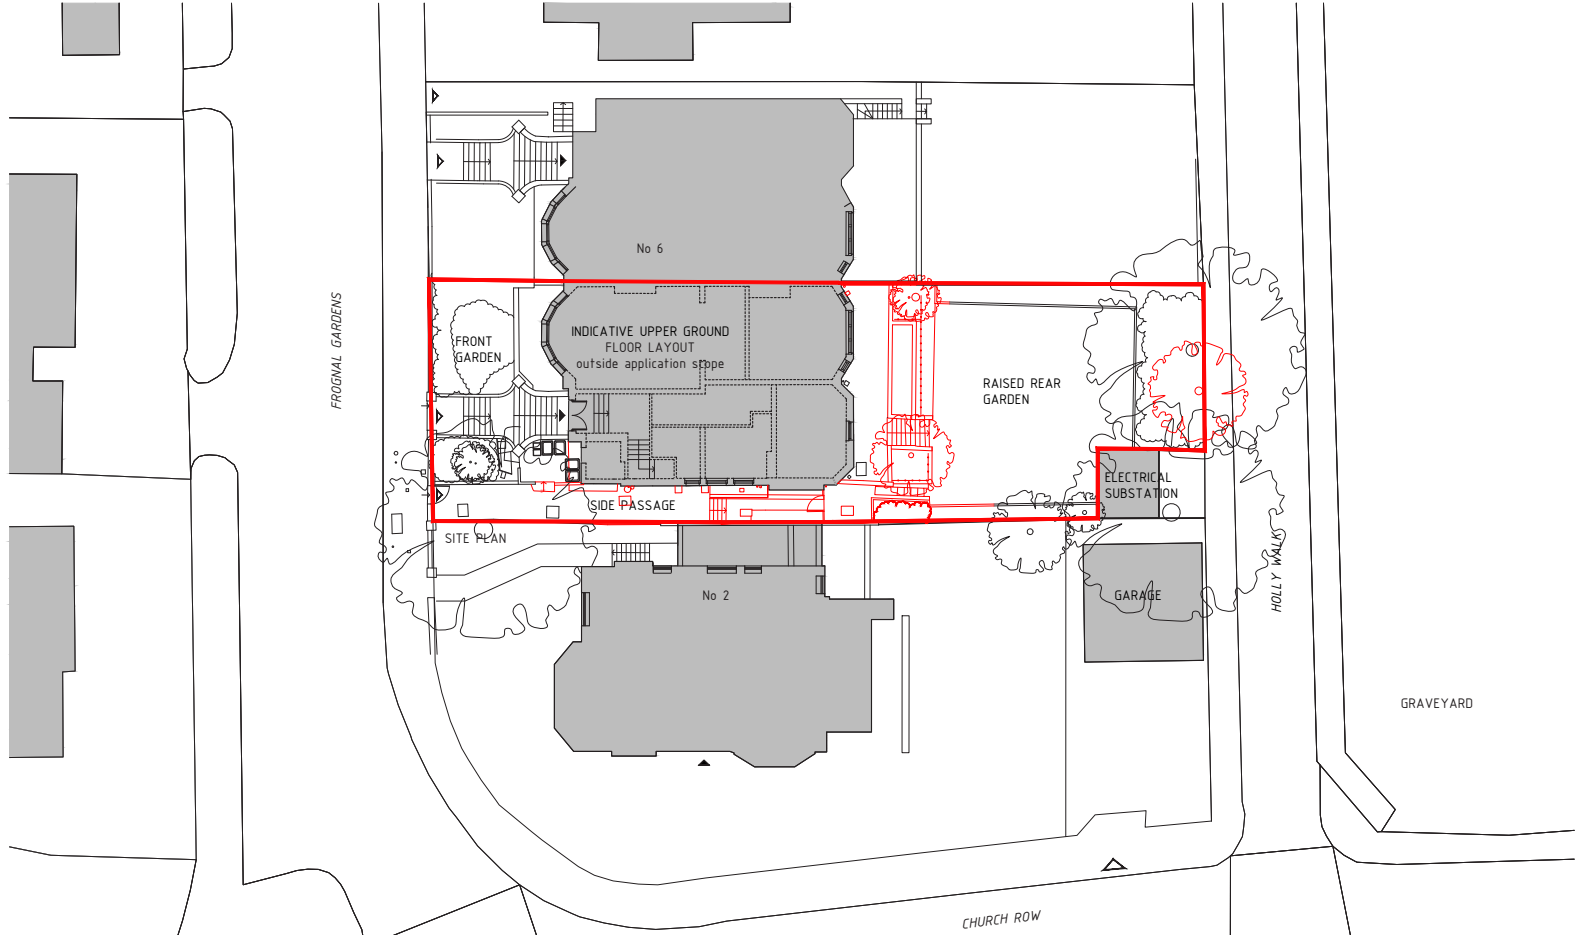 No 6
FROGNAL GARDENS
INDICATIVE UPPER GROUND
FLOOR LAYOUT
outside application scope
FRONT
GARDEN
RAISED REAR
GARDEN
ELECTRICAL
SUBSTATION
SIDE PASSAGE
SITE PLAN
HOLLY WALK
No 2
GARAGE
GRAVEYARD
CHURCH ROW